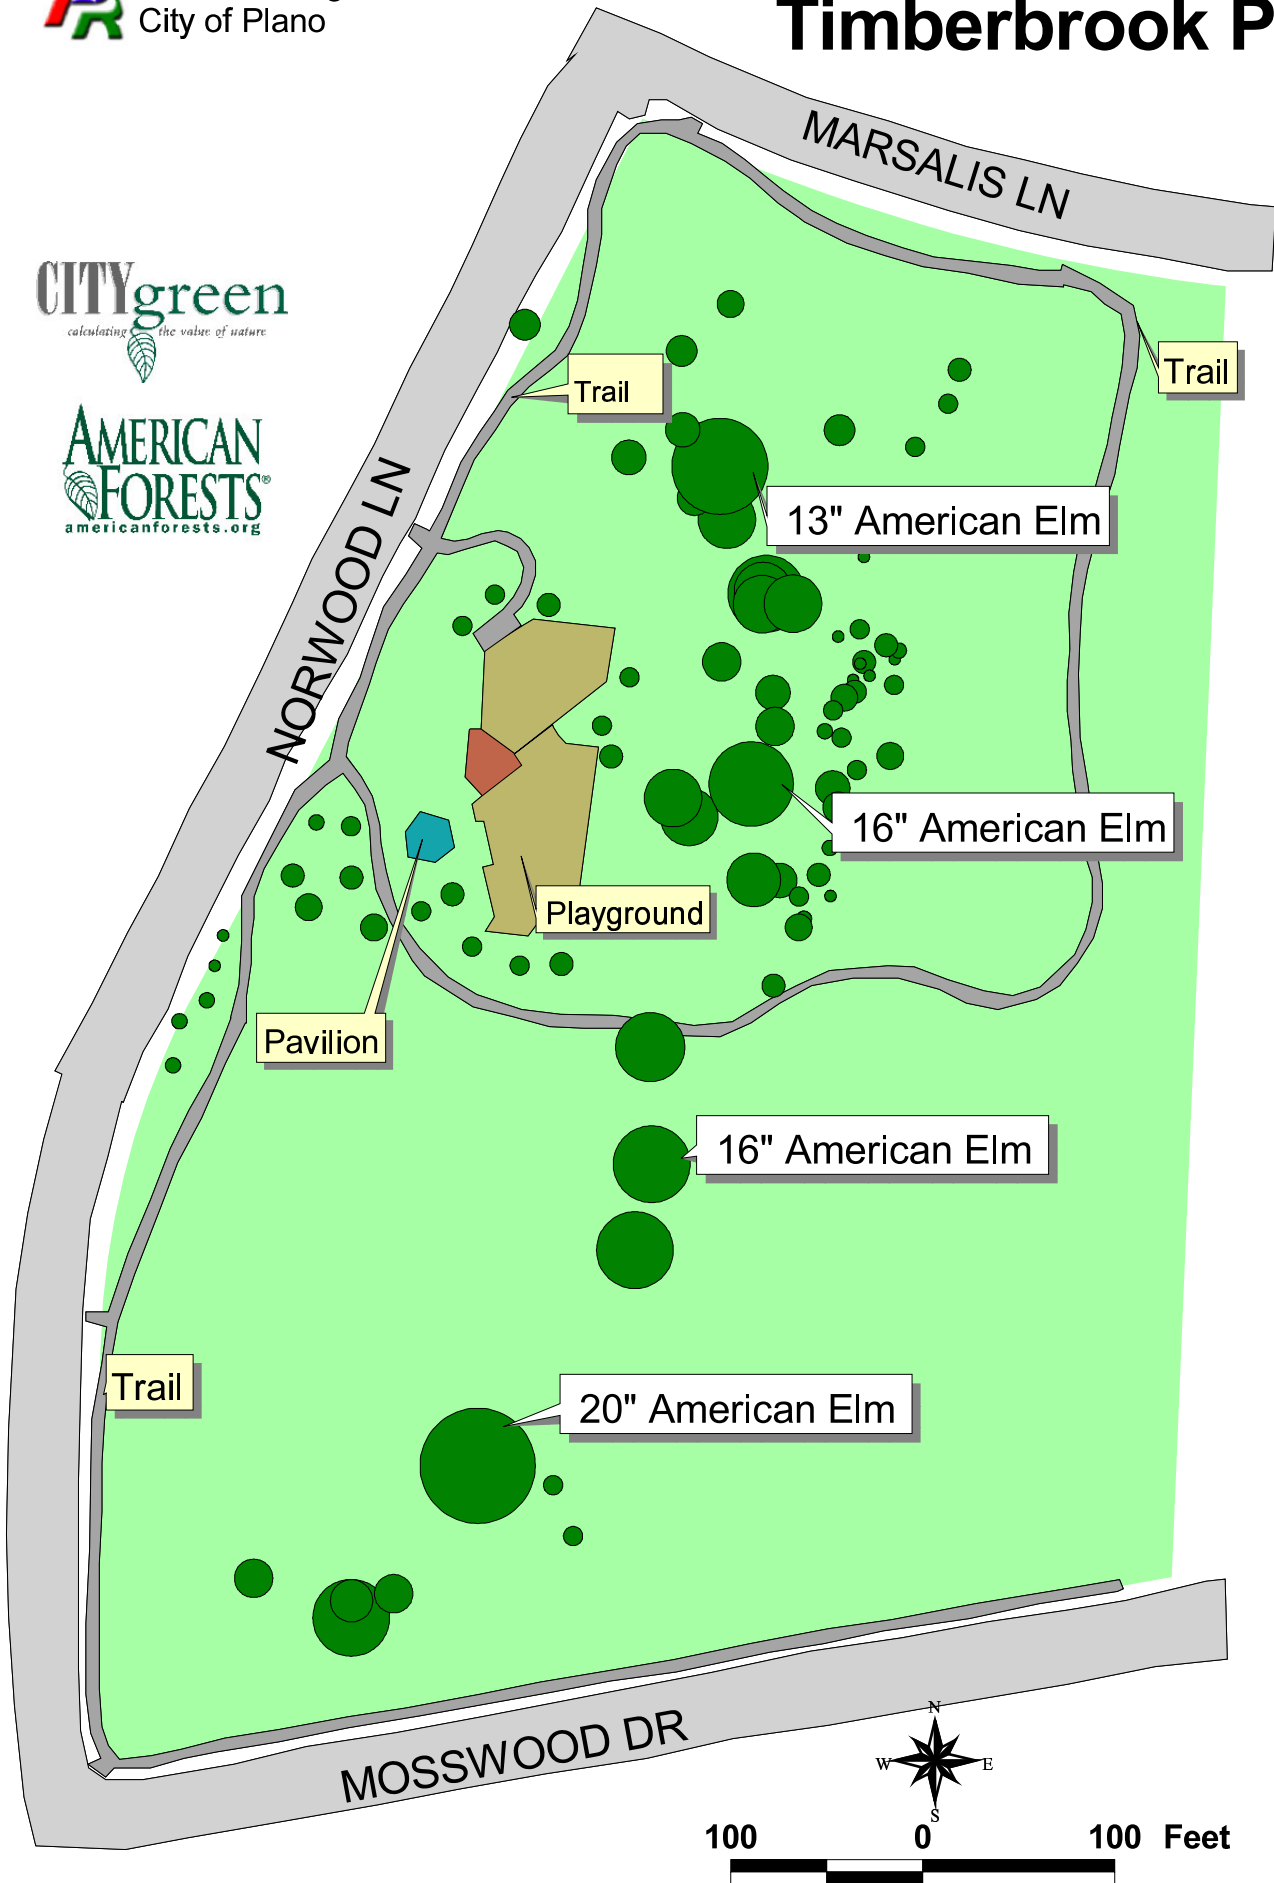 City of Plano
Timberbrook P
MARSALIS LN
CITYgreen
calculating the value of nature
Trail
Trail
AMERICAN
FORESTS®
americanforests.org
NORWOOD LN
13" American Elm
16" American Elm
Playground
Pavilion
16" American Elm
Trail
20" American Elm
MOSSWOOD DR
N
W E
S
100 0 100 Feet